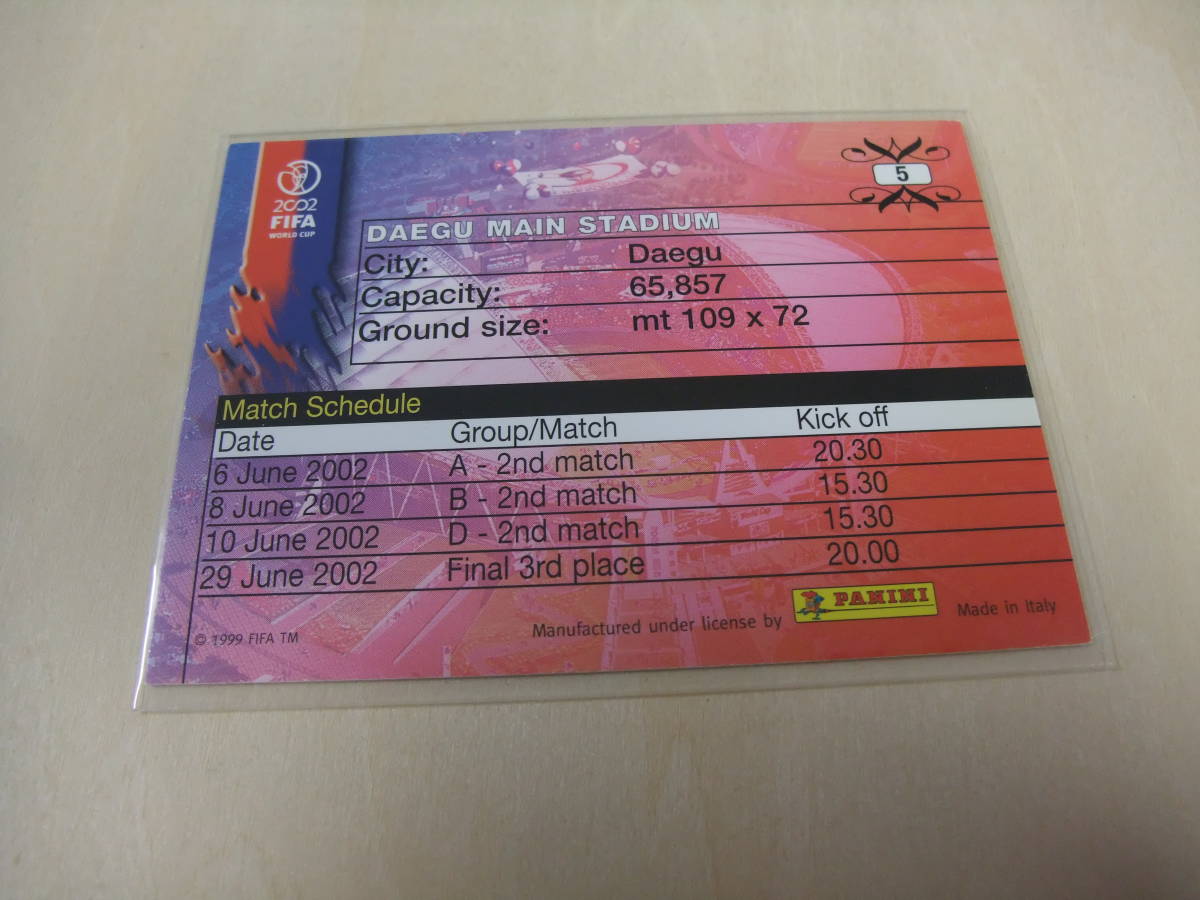 2002
FIFA
WORLD CUP
5
DAEGU MAIN STADIUM
City: Daegu
Capacity: 65,857
Ground size: mt 109 x 72
Match Schedule
Date Group/Match Kick off
6 June 2002 A - 2nd match 20.30
8 June 2002 B - 2nd match 15.30
10 June 2002 D - 2nd match 15.30
29 June 2002 Final 3rd place 20.00
© 1999 FIFA TM Manufactured under license by PANINI Made in Italy